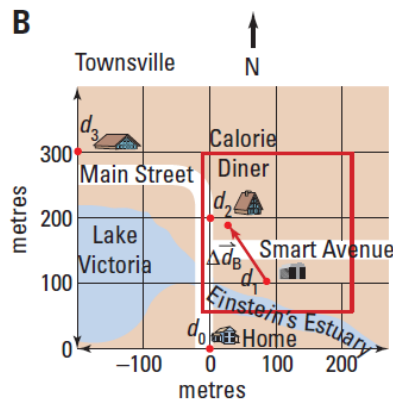 B
Townsville
N
d3
Calorie
Diner
300
Main Street
d2
metres
200
Lake
Victoria
Smart Avenue
Δd⃗B
d1
100
Einstein's Estuary
d0
Home
0
−100 0 100 200
metres